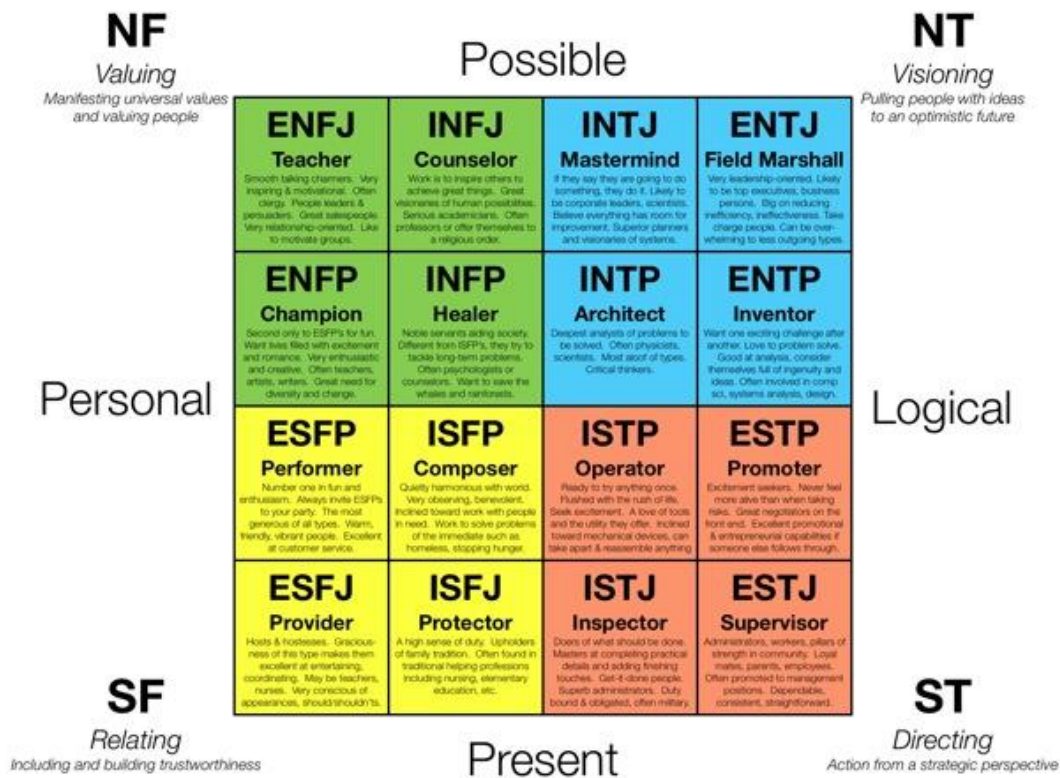 NF
Valuing
Manifesting universal values
and valuing people
Possible
NT
Visioning
Pulling people with ideas
to an optimistic future
ENFJ
Teacher
Smooth talking charmers. Very
inspiring & motivational. Often
clergy. People leaders &
persuaders. Great salespeople.
Very relationship-oriented. Like
to motivate groups.
INFJ
Counselor
Work is to inspire others to
achieve great things. Great
visionaries of human possibilities.
Serious academicians. Often
professors or offer themselves to
a religious order.
INTJ
Mastermind
If they say they are going to do
something, they do it. Likely to
be corporate leaders, scientists.
Believe everything has room for
improvement. Superior planners
and visionaries of systems.
ENTJ
Field Marshall
Very leadership-oriented. Likely
to be top executives, business
persons. Big on reducing
inefficiency, ineffectiveness. Take
charge people. Can be over-
whelming to less outgoing types.
Personal
ENFP
Champion
Second only to ESFP's for fun.
Want lives filled with excitement
and romance. Very enthusiastic
and creative. Often teachers,
artists, writers. Great need for
diversity and change.
INFP
Healer
Noble servants aiding society.
Different from ISFP's, they try to
tackle long-term problems.
Often psychologists or
counselors. Want to save the
whales and rainforests.
INTP
Architect
Deepest analysts of problems to
be solved. Often physicists,
scientists. Most aloof of types.
Critical thinkers.
ENTP
Inventor
Want one exciting challenge after
another. Love to problem solve.
Good at analysis, consider
themselves full of ingenuity and
ideas. Often involved in comp
sci, systems analysis, design.
Logical
ESFP
Performer
Number one in fun and
enthusiasm. Always invite ESFPs
to your party. The most
generous of all types. Warm,
friendly, vibrant people. Excellent
at customer service.
ISFP
Composer
Quietly harmonious with world.
Very observing, benevolent.
Inclined toward work with people
in need. Work to solve problems
of the immediate such as
homeless, stopping hunger.
ISTP
Operator
Ready to try anything once.
Flushed with the rush of life.
Seek excitement. A love of tools
and the utility they offer. Inclined
toward mechanical devices, can
take apart & reassemble anything
ESTP
Promoter
Excitement seekers. Never feel
more alive than when taking
risks. Great negotiators on the
front end. Excellent promotional
& entrepreneurial capabilities if
someone else follows through.
ESFJ
Provider
Hosts & hostesses. Gracious-
ness of this type makes them
excellent at entertaining,
coordinating. May be teachers,
nurses. Very conscious of
appearances, should/shouldn'ts.
ISFJ
Protector
A high sense of duty. Upholders
of family tradition. Often found in
traditional helping professions
including nursing, elementary
education, etc.
ISTJ
Inspector
Doers of what should be done.
Masters at completing practical
details and adding finishing
touches. Get-it-done people.
Superb administrators. Duty
bound & obligated, often military.
ESTJ
Supervisor
Administrators, workers, pillars of
strength in community. Loyal
mates, parents, employees.
Often promoted to management
positions. Dependable,
consistent, straightforward.
SF
Relating
Including and building trustworthiness
Present
ST
Directing
Action from a strategic perspective